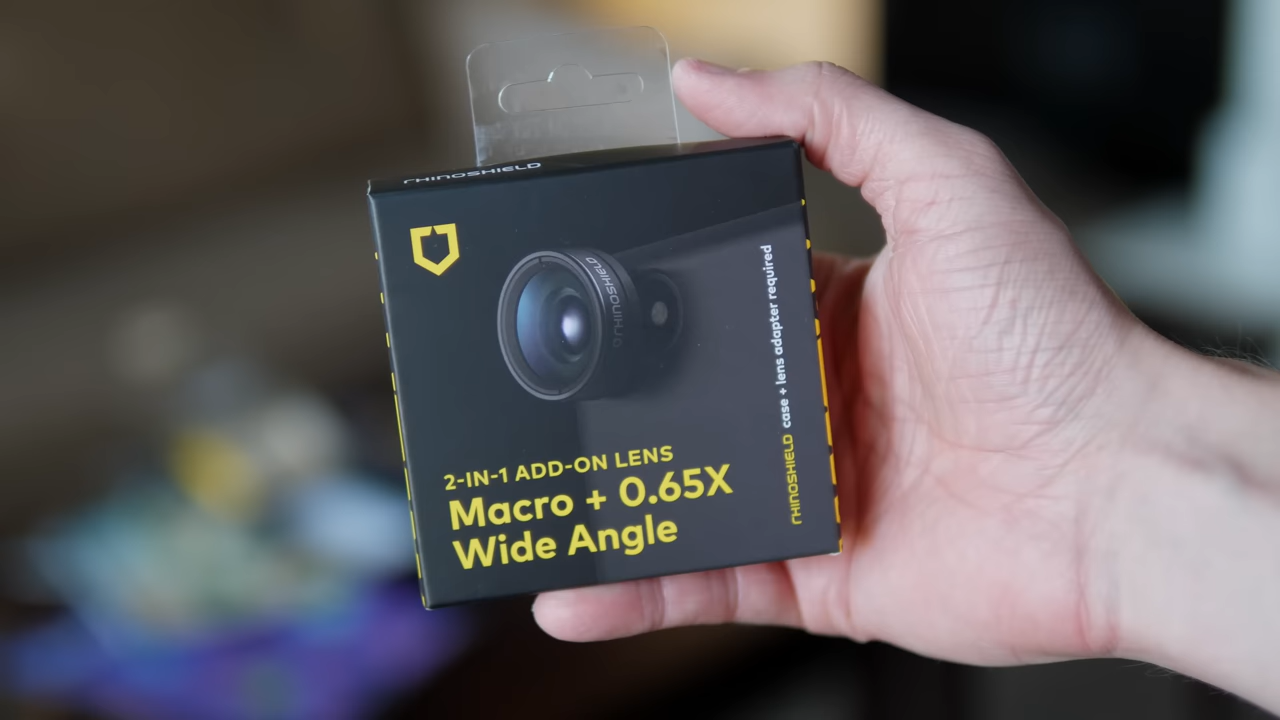 RHINOSHIELD
RHINOSHIELD
2-IN-1 ADD-ON LENS
Macro + 0.65X
Wide Angle
RHINOSHIELD case + lens adapter required